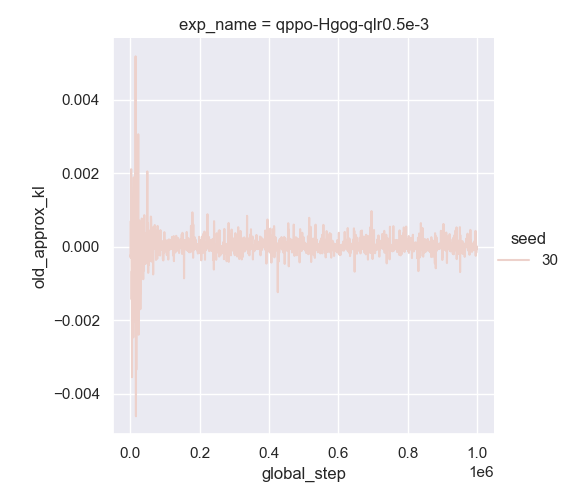 exp_name = qppo-Hgog-qlr0.5e-3
0.004
0.002
0.000
−0.002
−0.004
old_approx_kl
0.0 0.2 0.4 0.6 0.8 1.0
1e6
global_step
seed
30